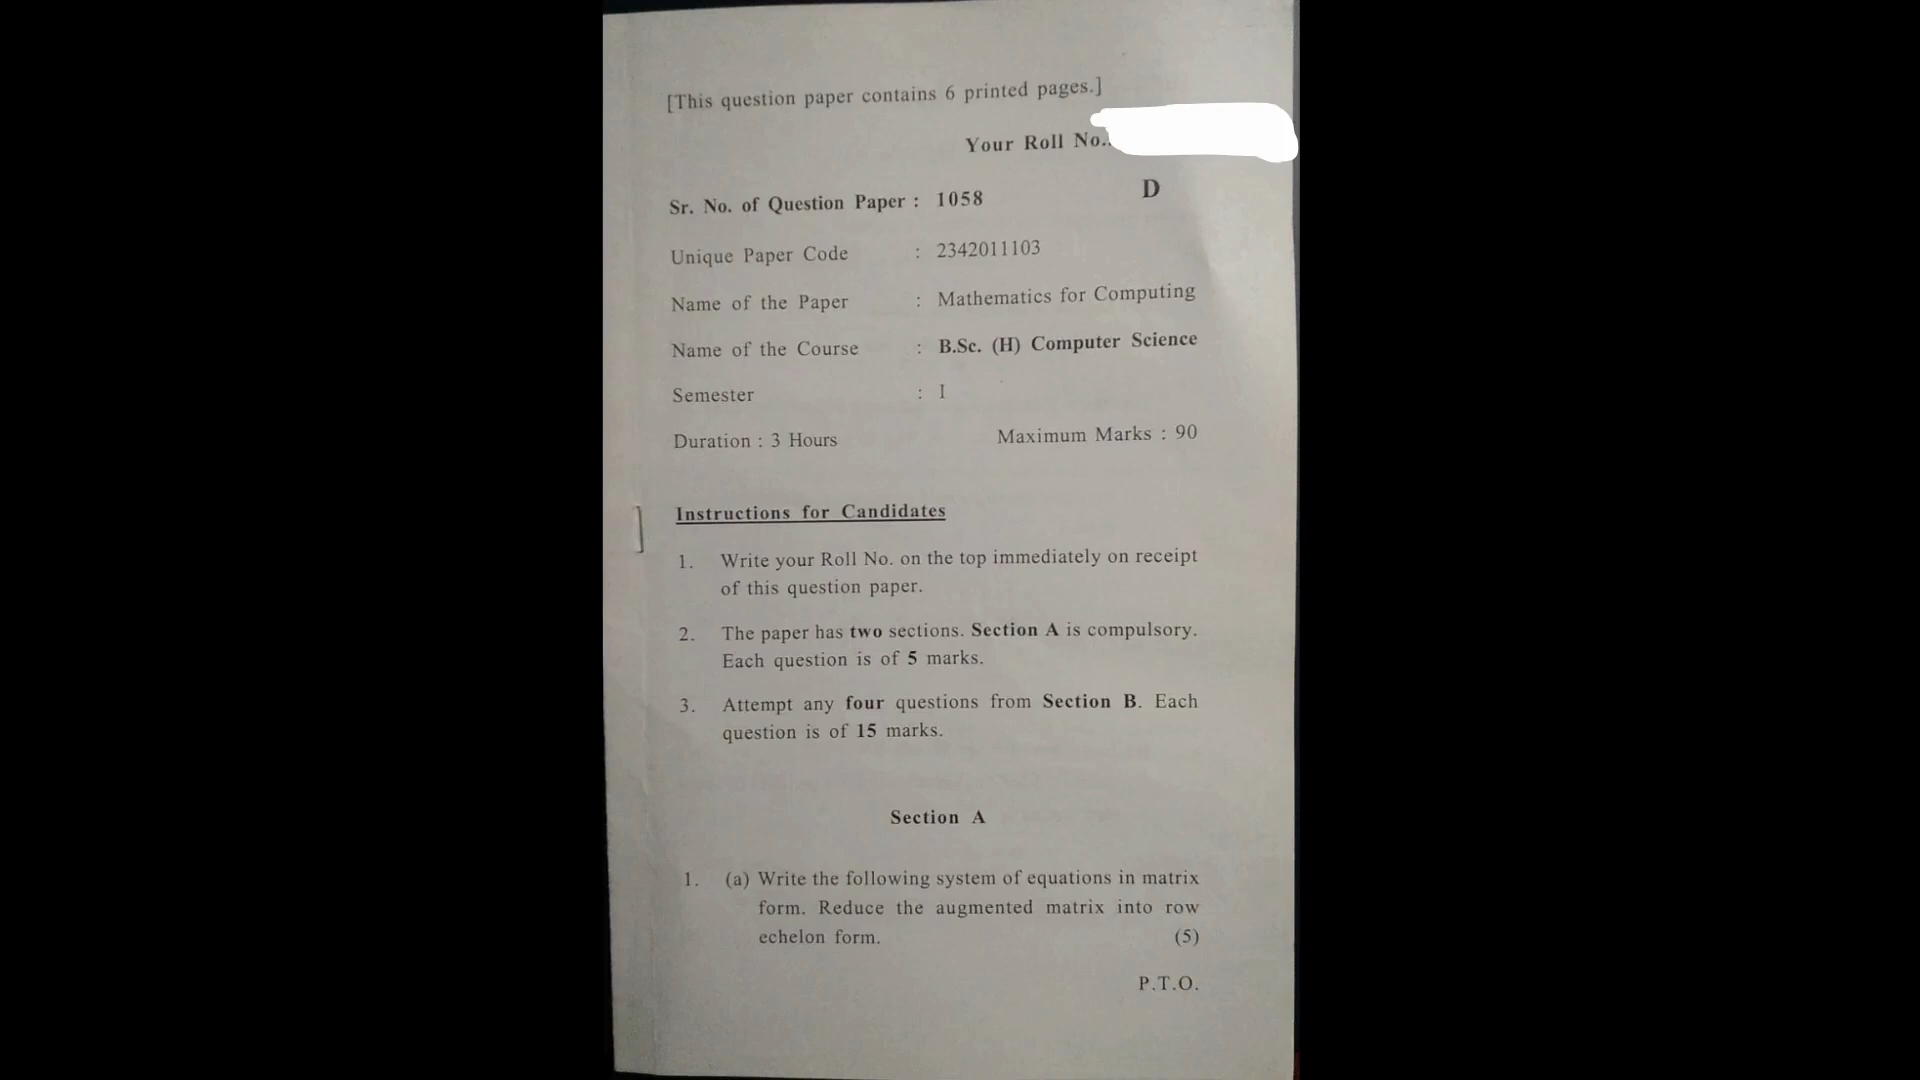 [This question paper contains 6 printed pages.]
Your Roll No..
D
Sr. No. of Question Paper : 1058
Unique Paper Code : 2342011103
Name of the Paper : Mathematics for Computing
Name of the Course : B.Sc. (H) Computer Science
Semester : I
Duration : 3 Hours Maximum Marks : 90
Instructions for Candidates
1. Write your Roll No. on the top immediately on receipt
of this question paper.
2. The paper has two sections. Section A is compulsory.
Each question is of 5 marks.
3. Attempt any four questions from Section B. Each
question is of 15 marks.
Section A
1. (a) Write the following system of equations in matrix
form. Reduce the augmented matrix into row
echelon form. (5)
P.T.O.